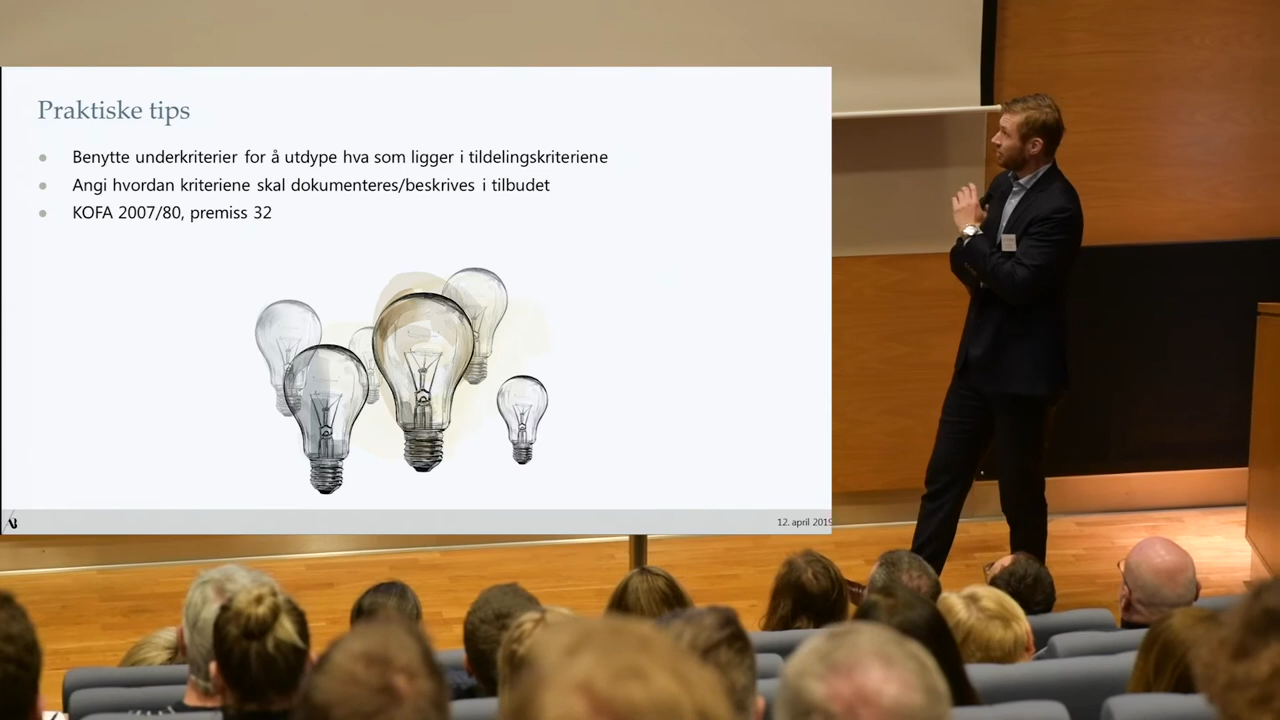 Praktiske tips
Benytte underkriterier for å utdype hva som ligger i tildelingskriteriene
Angi hvordan kriteriene skal dokumenteres/beskrives i tilbudet
KOFA 2007/80, premiss 32
12. april 2019